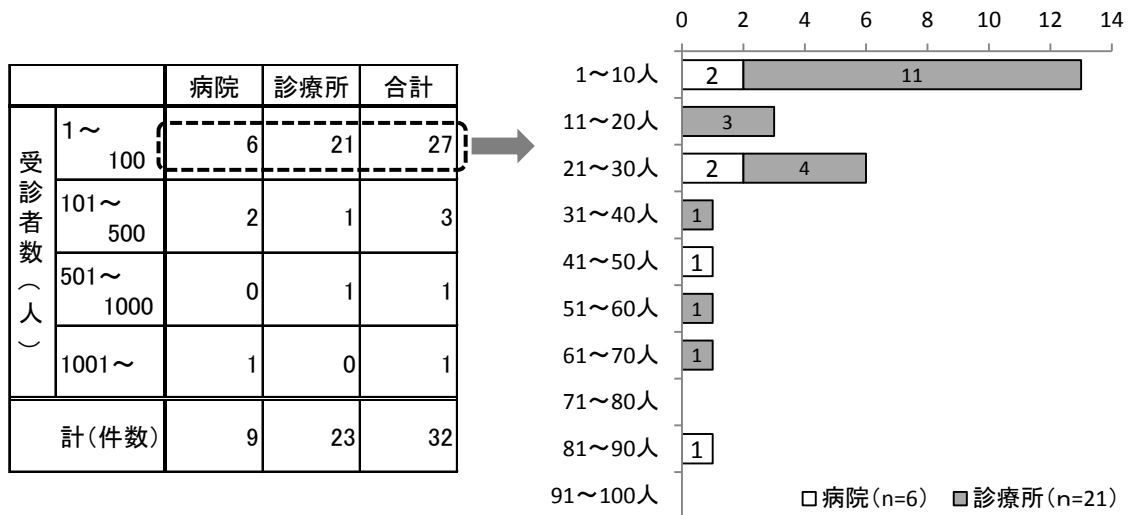 病院 診療所 合計
受診者数（人）
1～100 6 21 27
101～500 2 1 3
501～1000 0 1 1
1001～ 1 0 1
計(件数) 9 23 32
0 2 4 6 8 10 12 14
1～10人 2 11
11～20人 3
21～30人 2 4
31～40人 1
41～50人 1
51～60人 1
61～70人 1
71～80人
81～90人 1
91～100人
病院(n=6) 診療所(n=21)